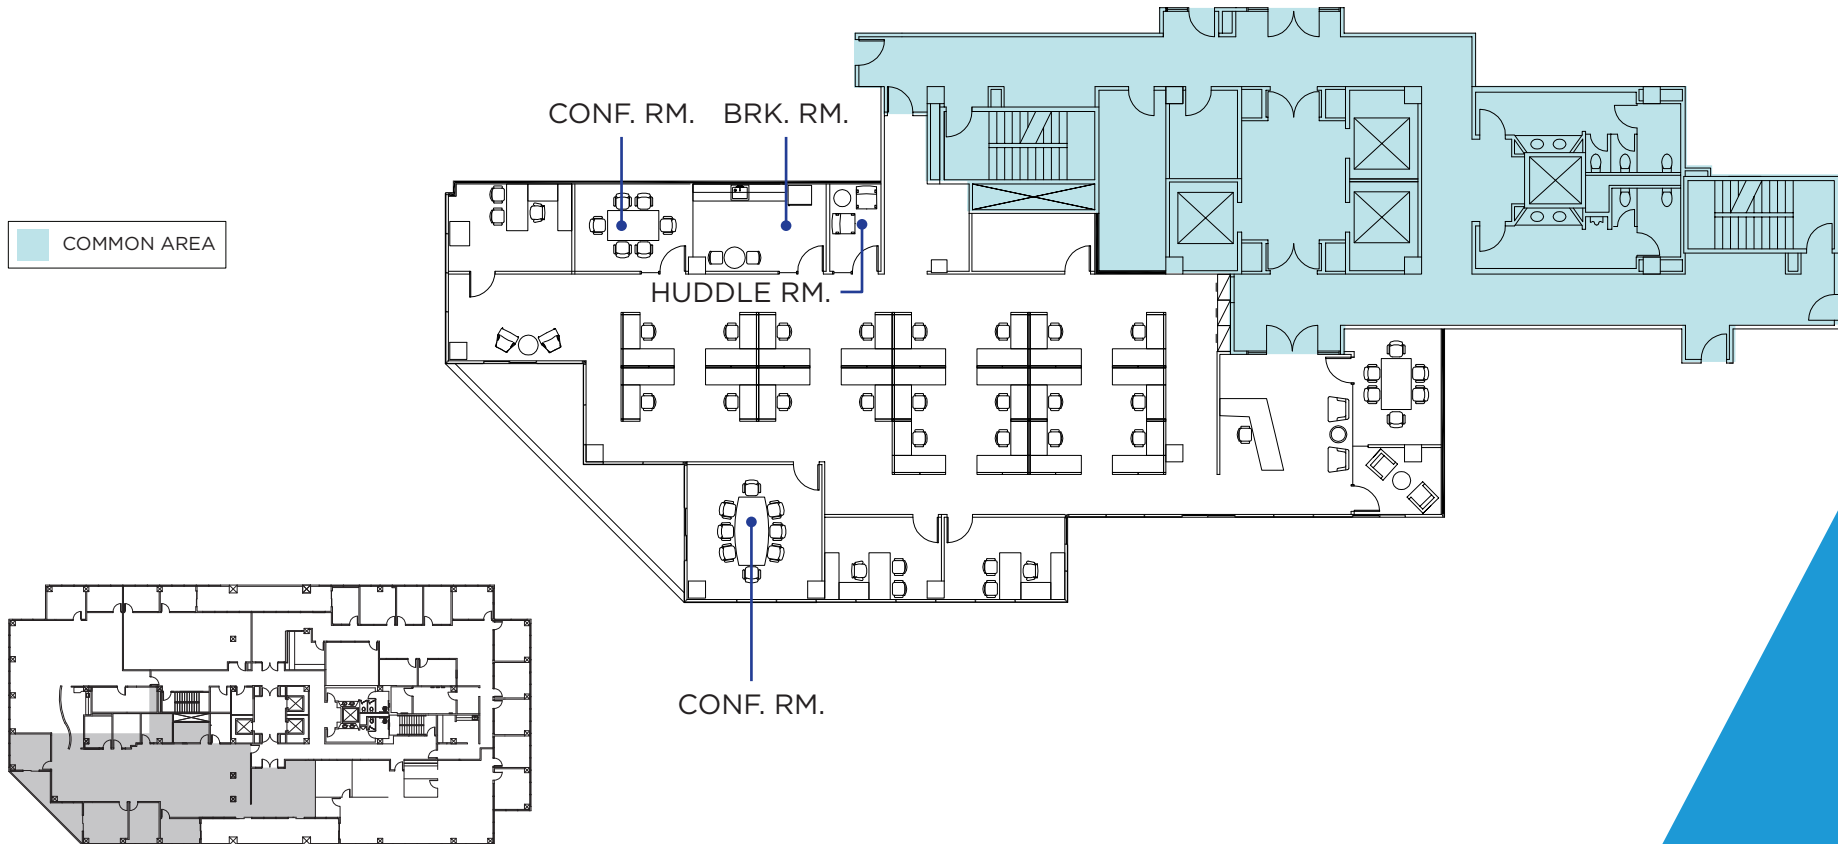 CONF. RM.
BRK. RM.
COMMON AREA
HUDDLE RM.
CONF. RM.